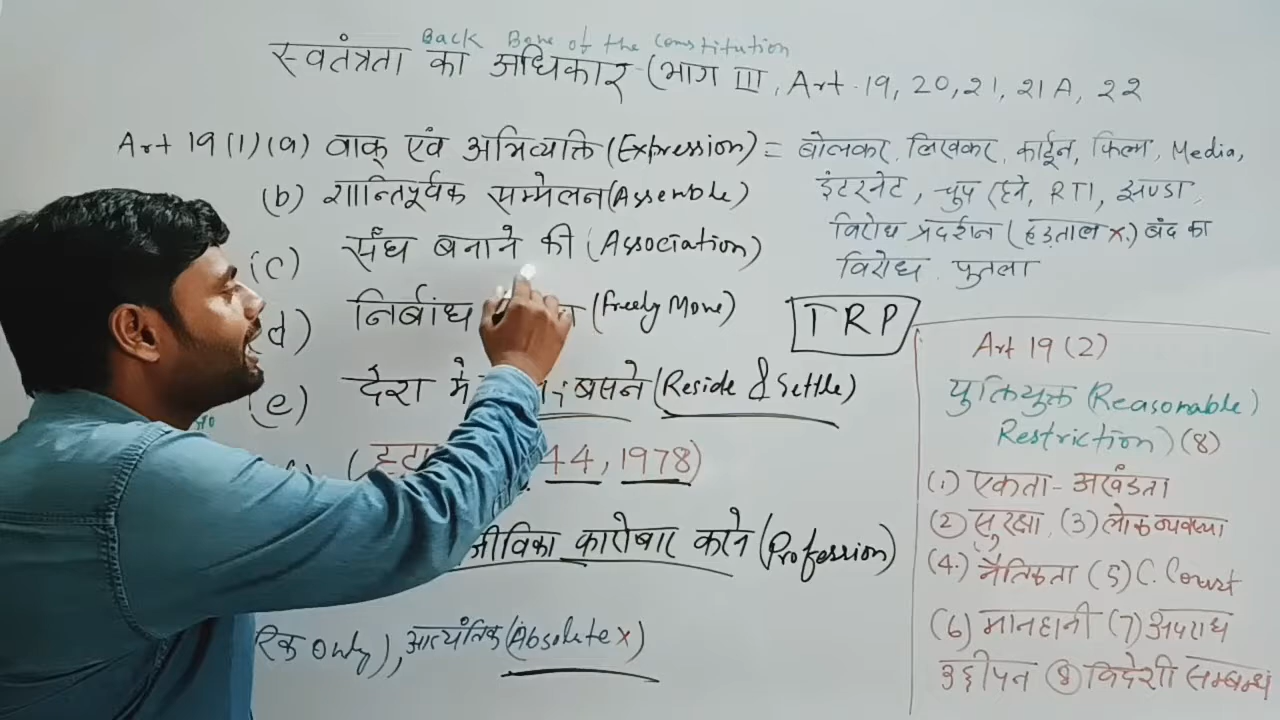 Back Bone of the Constitution
स्वतंत्रता का अधिकार (भाग III, Art. 19, 20, 21, 21A, 22
Art 19(1)(a) वाक् एवं अभिव्यक्ति (Expression) = बोलकर, लिखकर, कार्टून, फिल्म, Media,
इंटरनेट, चुप रहने, RTI, झण्डा,
(b) शान्तिपूर्वक सम्मेलन (Assemble)
विरोध प्रदर्शन (हड़ताल x.) बंद का
विरोध, पुतला
(c) संघ बनाने की (Association)
(d) निर्बाध (Freely Move)
TRP
(e) देश मे बसने (Reside & Settle)
(हटा 44, 1978)
जीविका कारोबार करने (Profession)
रिक only), आत्यंतिक (Absolute x)
Art 19 (2)
युक्तियुक्त (Reasonable)
Restriction) (8)
(1) एकता - अखंडता
(2) सुरक्षा, (3) लोक व्यवस्था
(4.) नैतिकता (5) C. Court
(6) मानहानी (7) अपराध
उद्दीपन (8) विदेशी सम्बन्ध